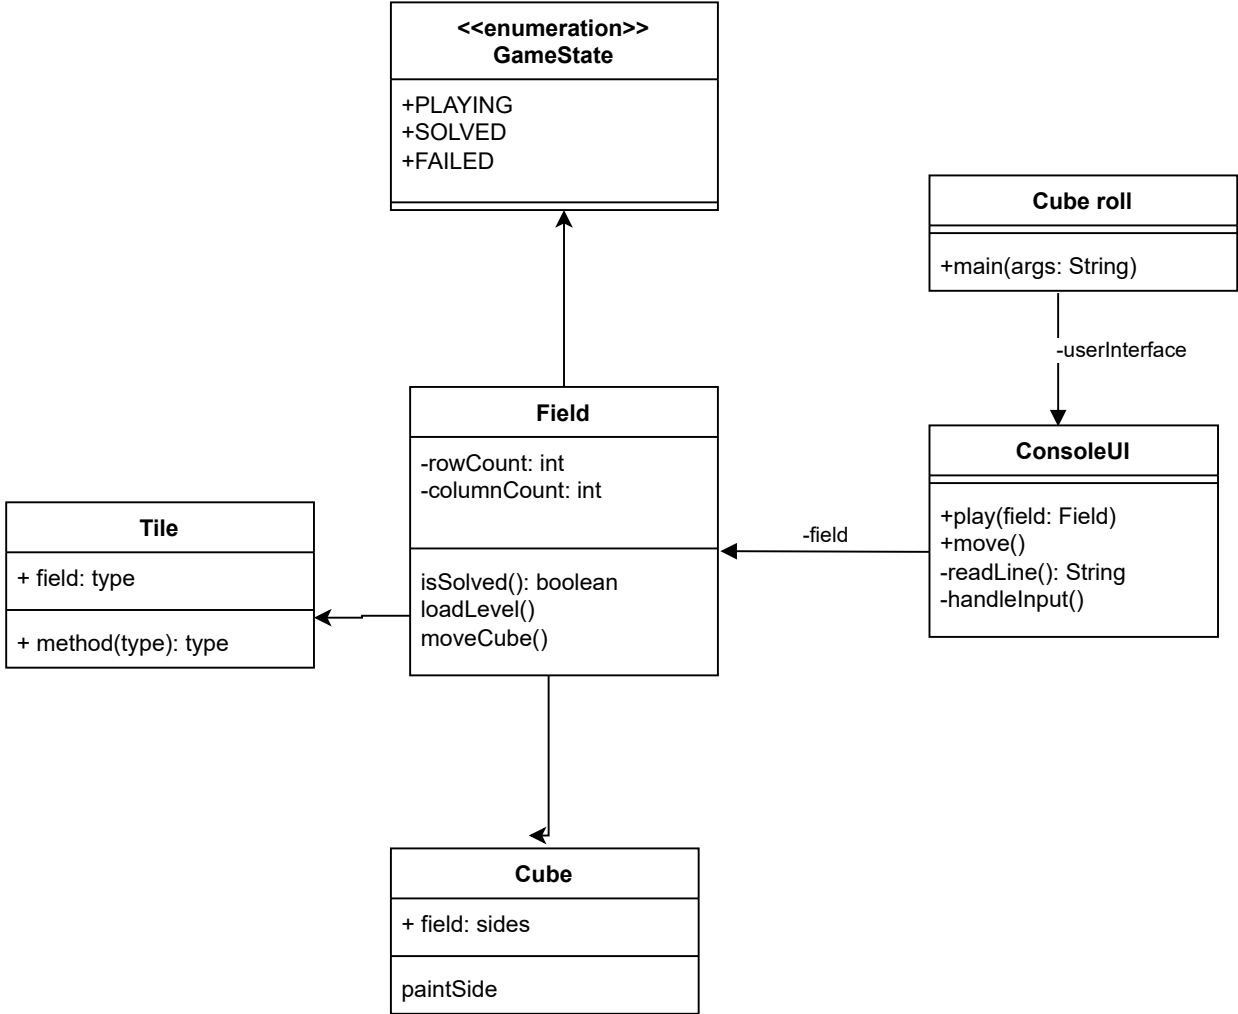 <<enumeration>>
GameState
+PLAYING
+SOLVED
+FAILED
Cube roll
+main(args: String)
-userInterface
Field
-rowCount: int
-columnCount: int
isSolved(): boolean
loadLevel()
moveCube()
ConsoleUI
+play(field: Field)
+move()
-readLine(): String
-handleInput()
-field
Tile
+ field: type
+ method(type): type
Cube
+ field: sides
paintSide